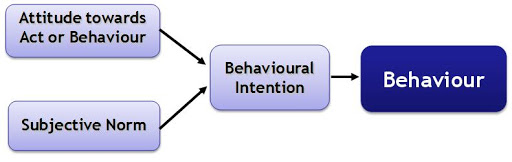 Attitude towards
Act or Behaviour
Subjective Norm
Behavioural
Intention
Behaviour